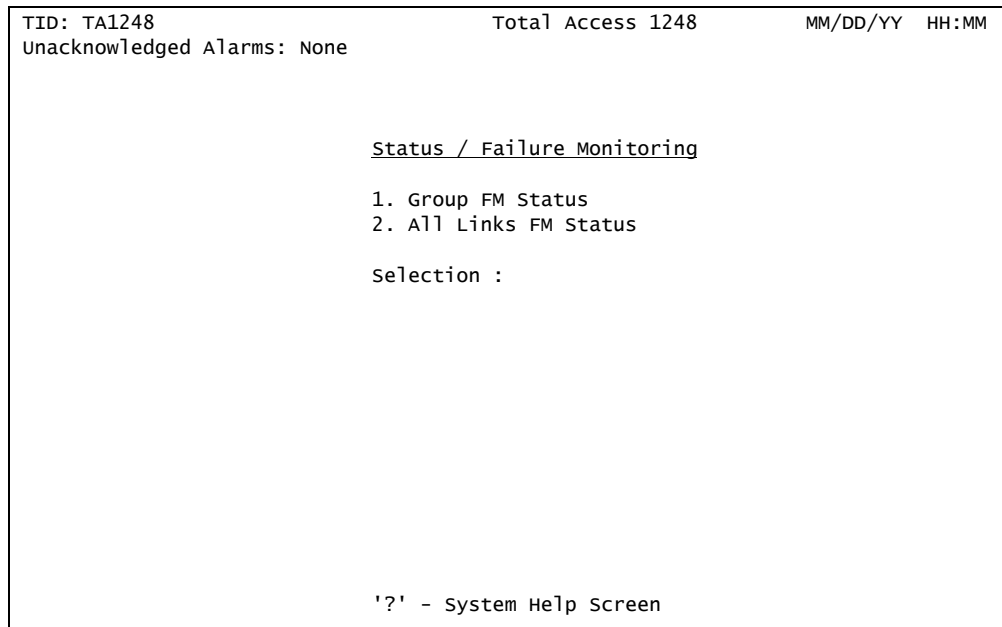 TID: TA1248 Total Access 1248 MM/DD/YY HH:MM
Unacknowledged Alarms: None
Status / Failure Monitoring
1. Group FM Status
2. All Links FM Status
Selection :
'?' - System Help Screen